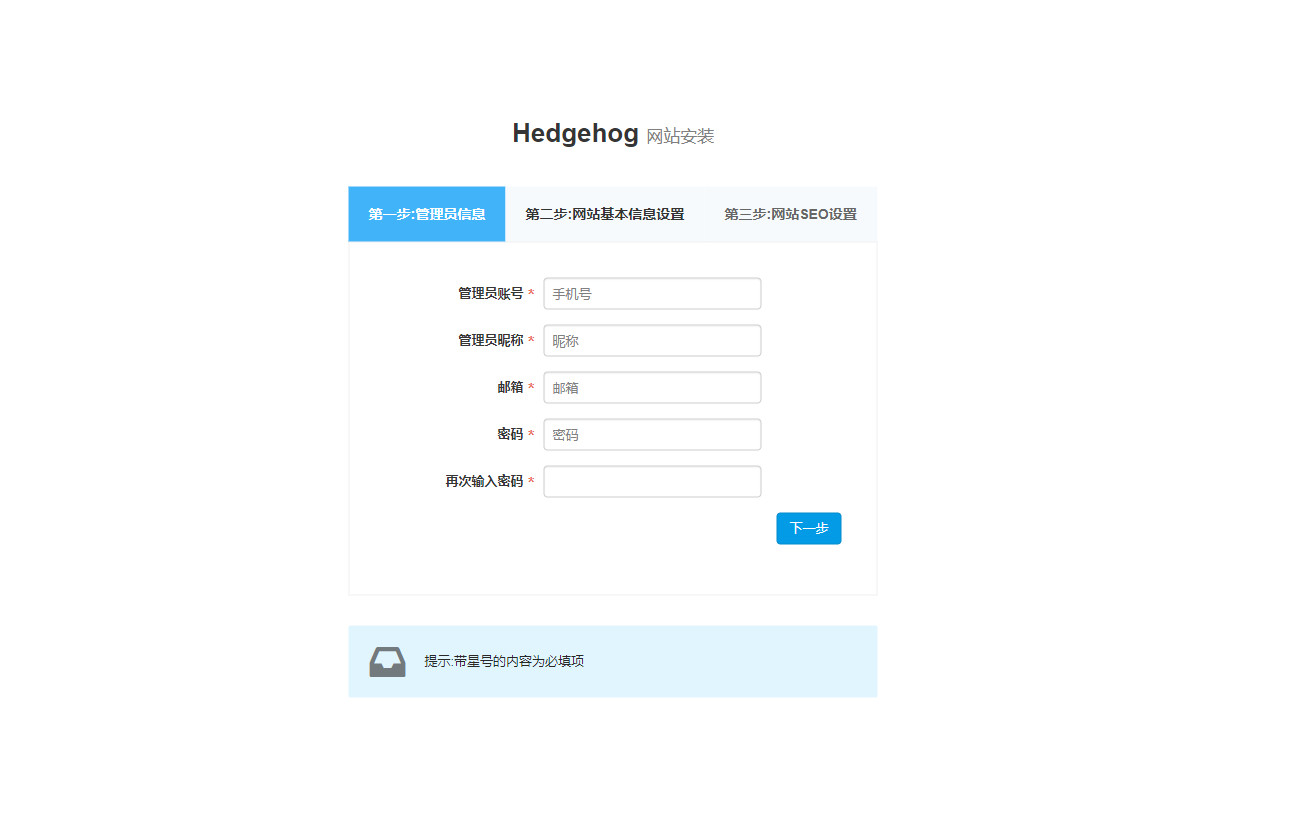 Hedgehog 网站安装
第一步:管理员信息 第二步:网站基本信息设置 第三步:网站SEO设置
管理员账号 * 手机号
管理员昵称 * 昵称
邮箱 * 邮箱
密码 * 密码
再次输入密码 *
下一步
提示:带星号的内容为必填项